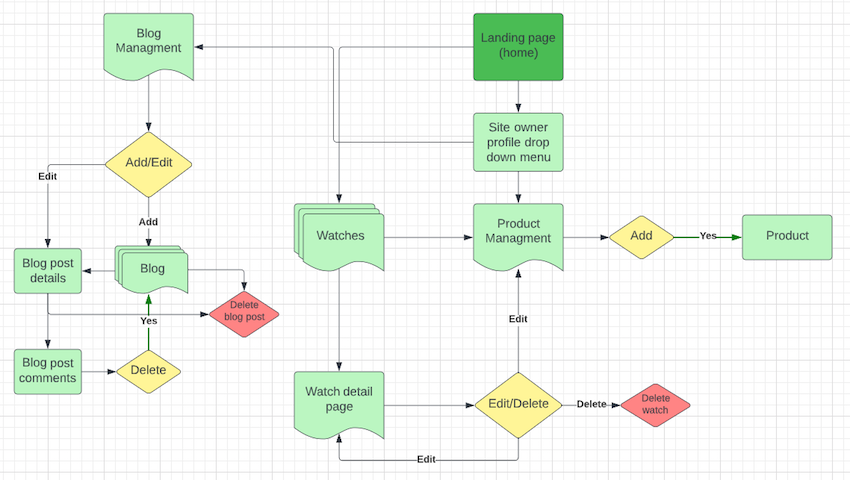 Blog
Managment
Landing page
(home)
Site owner
profile drop
down menu
Add/Edit
Edit
Add
Watches
Product
Managment
Add
Yes
Product
Blog post
details
Blog
Delete
blog post
Yes
Edit
Blog post
comments
Delete
Watch detail
page
Edit/Delete
Delete
Delete
watch
Edit